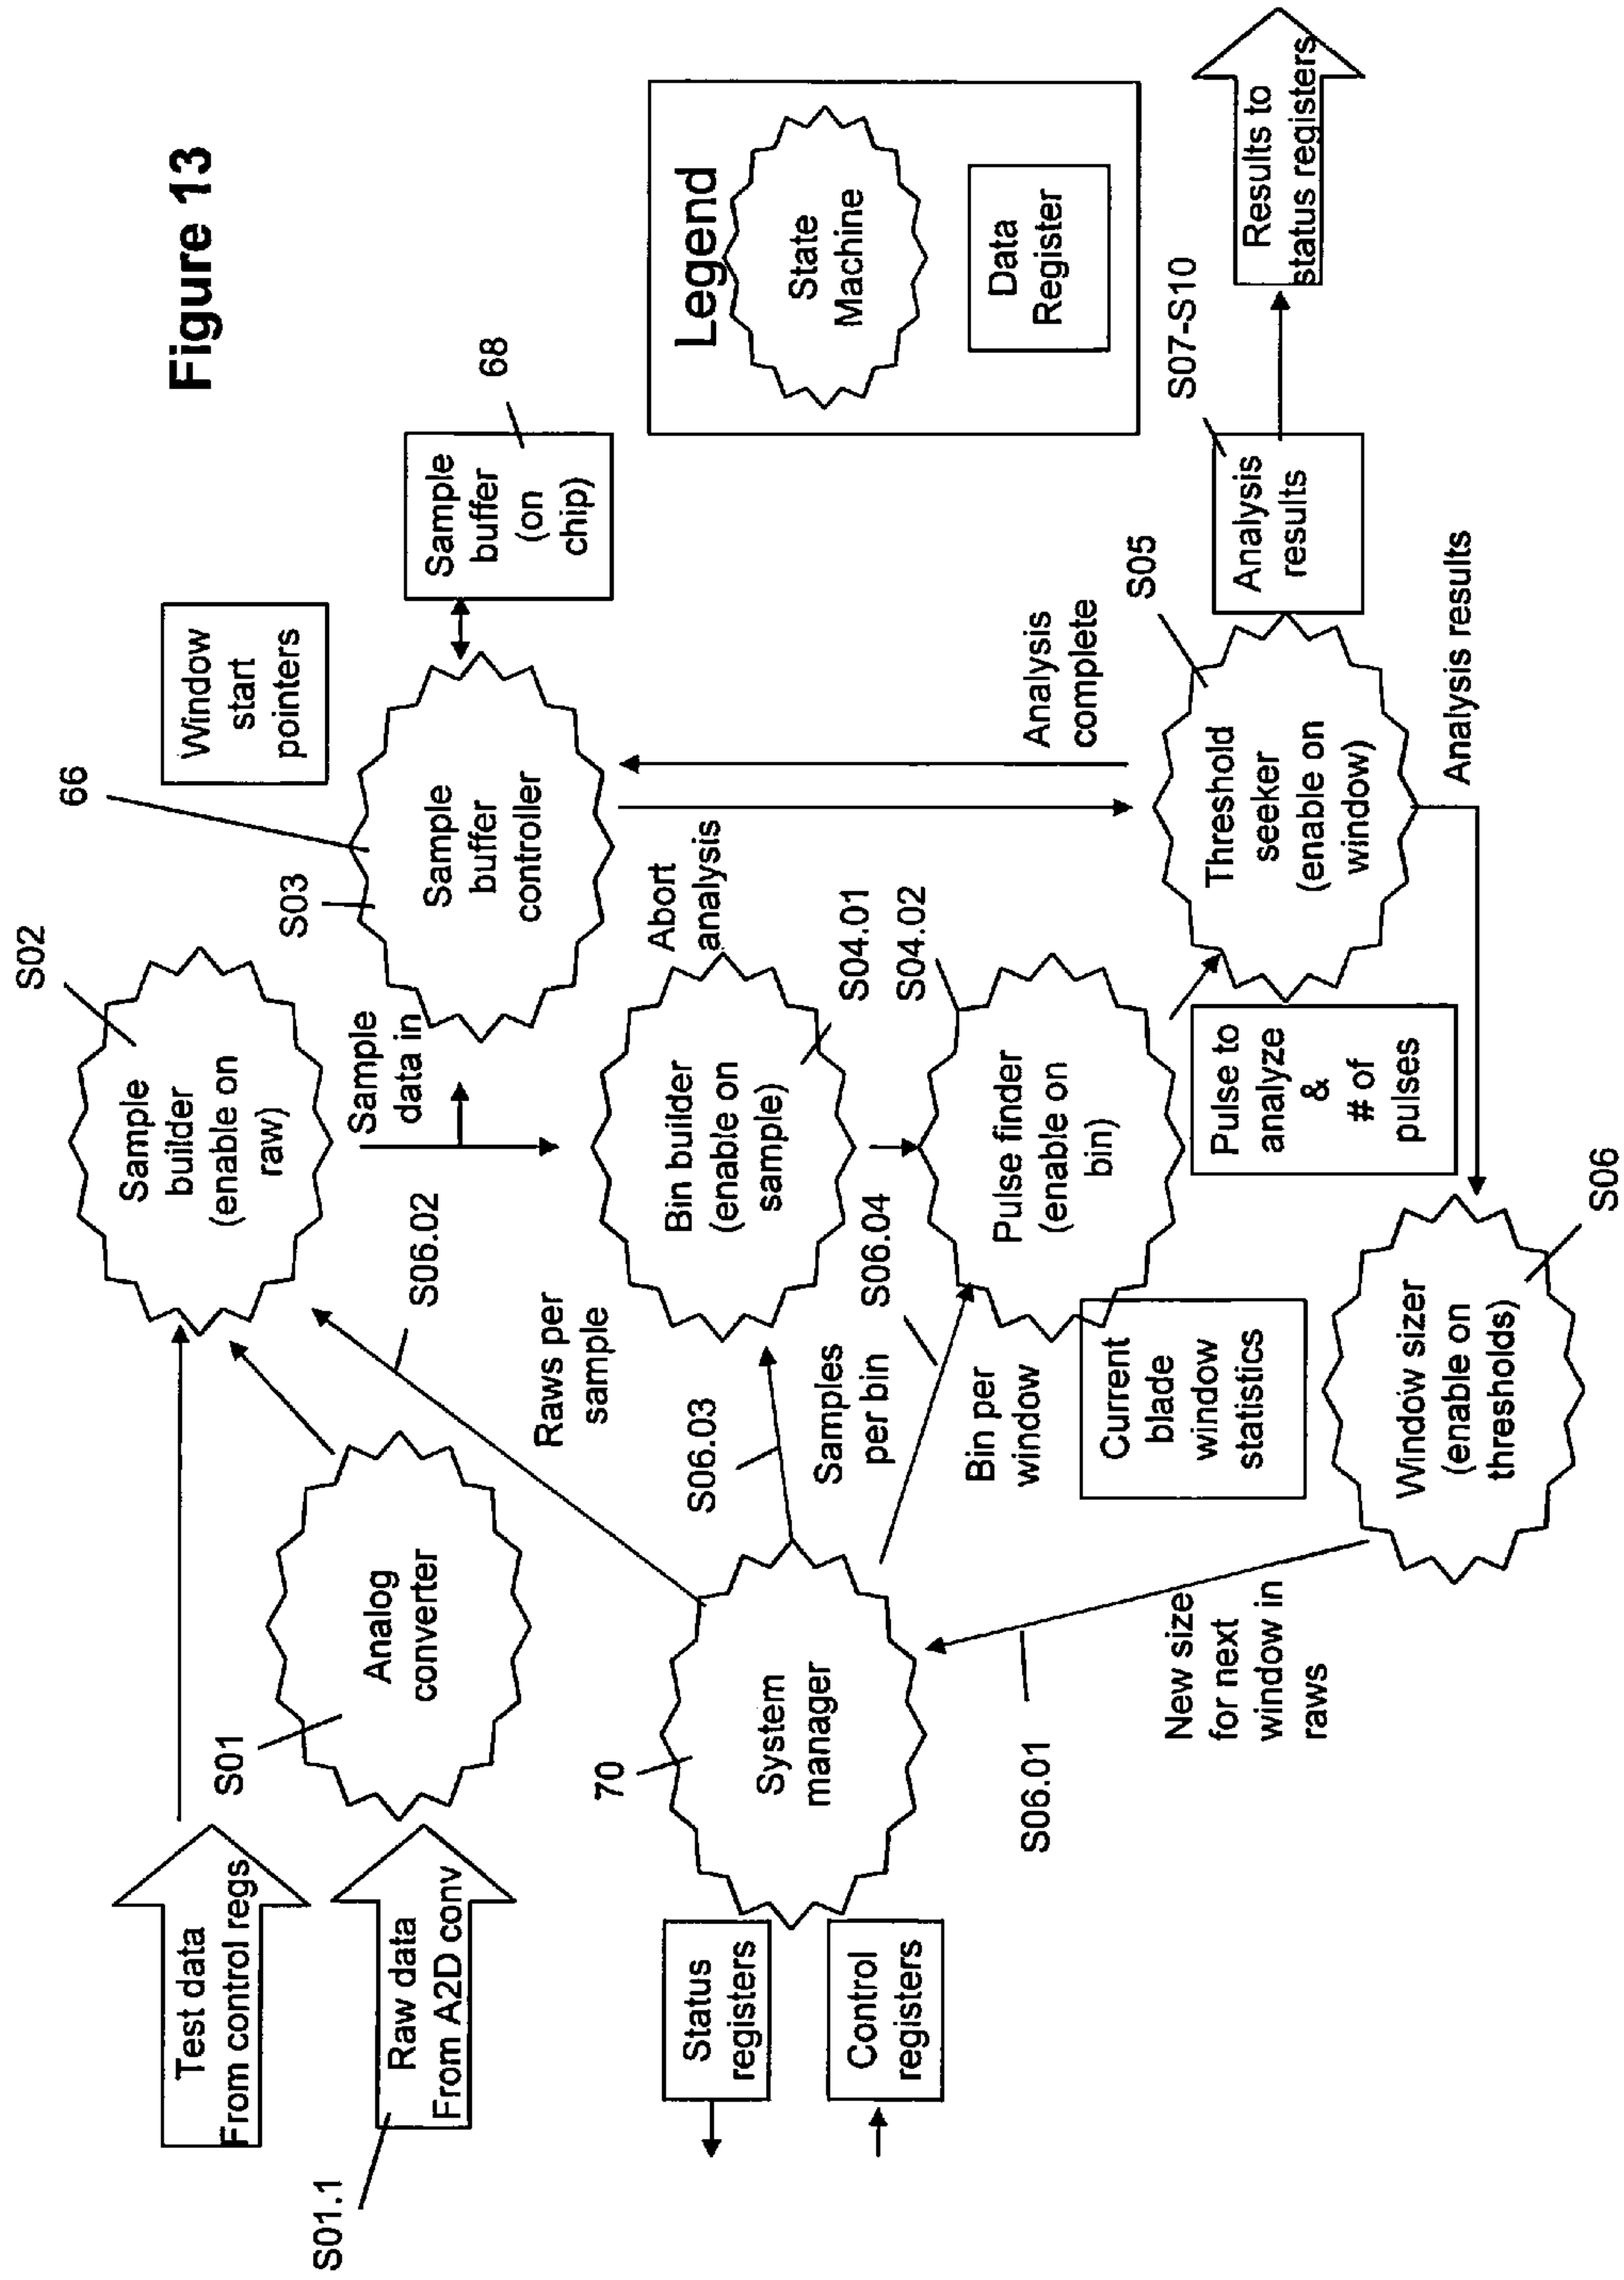 Figure 13
Test data
From control regs
Raw data
From A2D conv
S01.1
S01
Analog
converter
S02
Sample
builder
(enable on
raw)
S06.02
Raws per
sample
Sample
data in
66
S03
Sample
buffer
controller
Window
start
pointers
68
Sample
buffer
(on
chip)
Legend
State
Machine
Data
Register
Status
registers
Control
registers
70
System
manager
S06.03
Samples
per bin
Bin builder
(enable on
sample)
S04.01
Abort
analysis
S04.02
S06.04
Bin per
window
Pulse finder
(enable on
bin)
Current
blade
window
statistics
Pulse to
analyze
&
# of
pulses
Analysis
complete
S05
Threshold
seeker
(enable on
window)
S07-S10
Analysis
results
Results to
status registers
Analysis results
S06
Window sizer
(enable on
thresholds)
S06.01
New size
for next
window in
raws